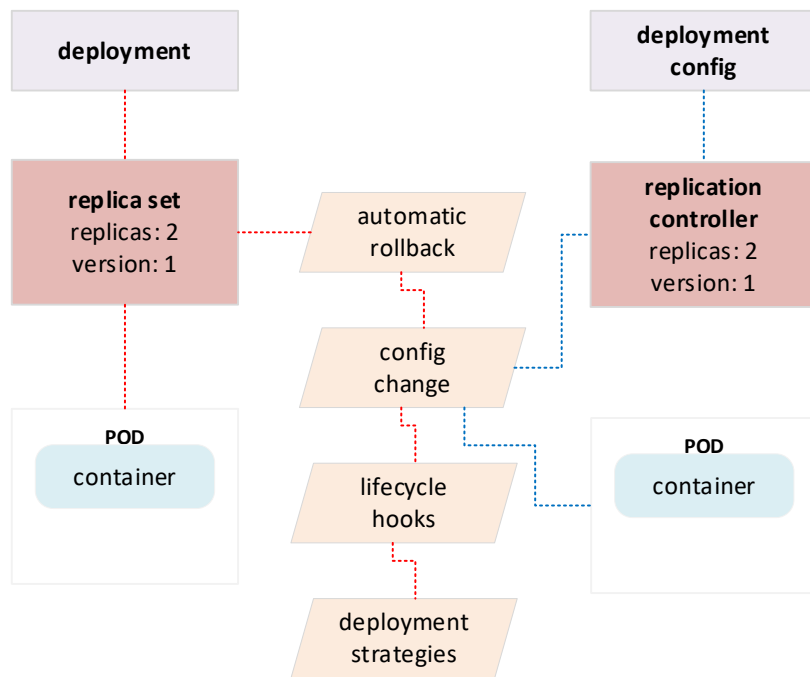 deployment
deployment
config
replica set
replicas: 2
version: 1
automatic
rollback
replication
controller
replicas: 2
version: 1
config
change
POD
container
POD
container
lifecycle
hooks
deployment
strategies